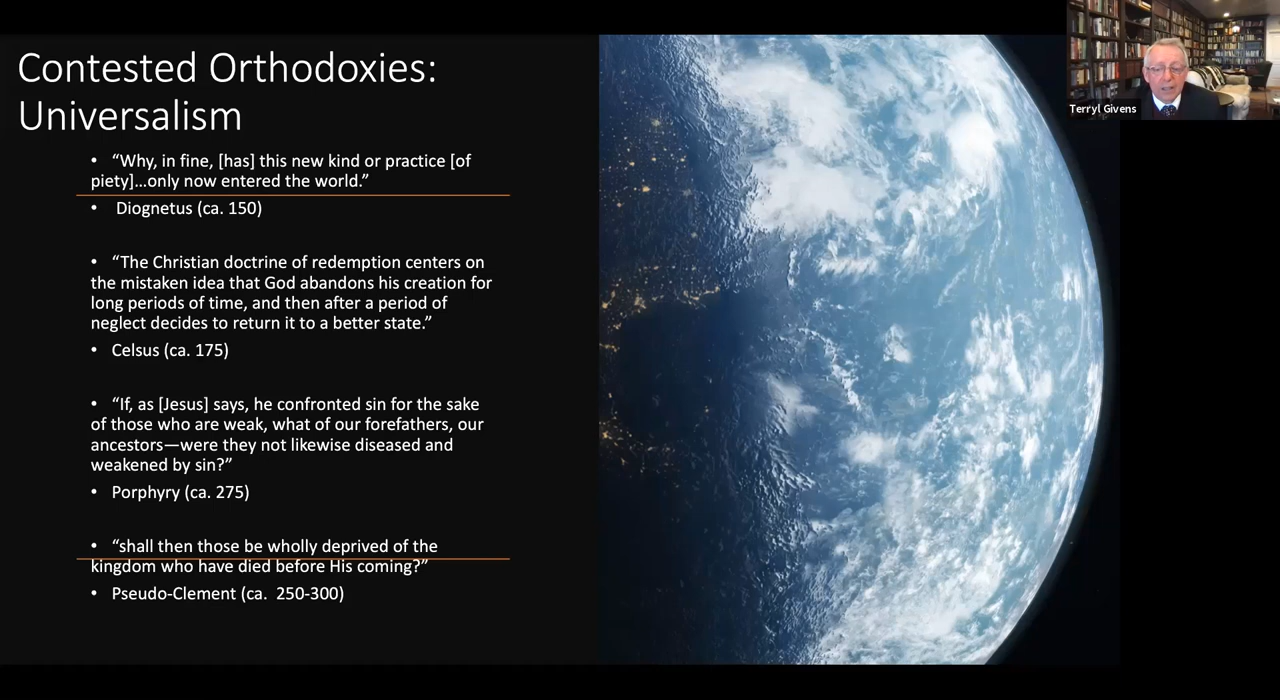 Contested Orthodoxies:
Universalism
• “Why, in fine, [has] this new kind or practice [of
piety]…only now entered the world.”
• Diognetus (ca. 150)
• “The Christian doctrine of redemption centers on
the mistaken idea that God abandons his creation for
long periods of time, and then after a period of
neglect decides to return it to a better state.”
• Celsus (ca. 175)
• “If, as [Jesus] says, he confronted sin for the sake
of those who are weak, what of our forefathers, our
ancestors—were they not likewise diseased and
weakened by sin?”
• Porphyry (ca. 275)
• “shall then those be wholly deprived of the
kingdom who have died before His coming?”
• Pseudo-Clement (ca. 250-300)
Terryl Givens